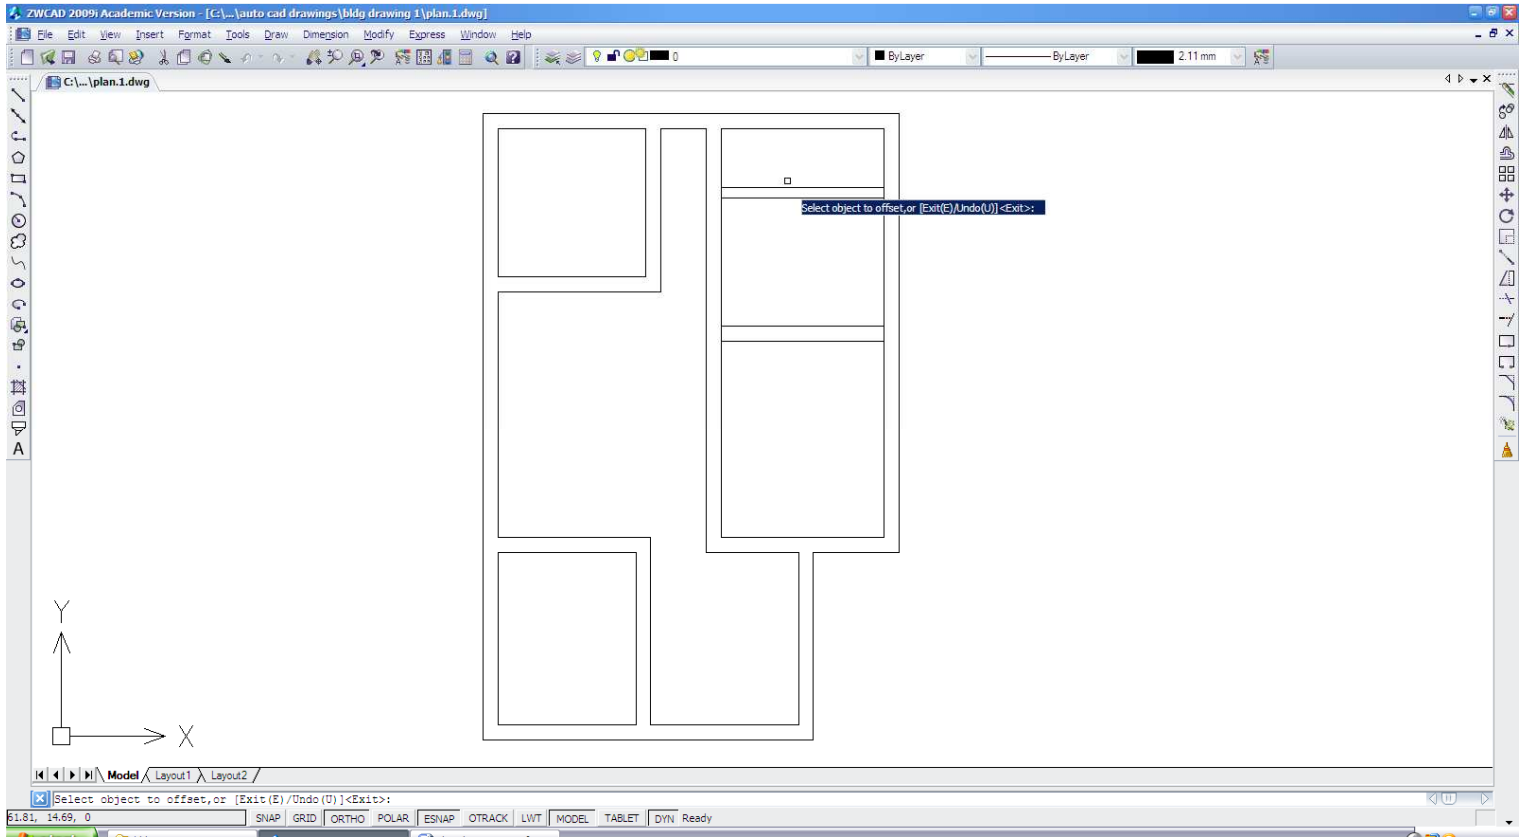 ZWCAD 2009i Academic Version - [C:\...\auto cad drawings\bldg drawing 1\plan.1.dwg]
File Edit View Insert Format Tools Draw Dimension Modify Express Window Help
0 ByLayer ByLayer 2.11 mm
C:\...\plan.1.dwg
Select object to offset,or [Exit(E)/Undo(U)]<Exit>:
A
Y
X
Model Layout1 Layout2
Select object to offset,or [Exit(E)/Undo(U)]<Exit>:
61.81, 14.69, 0 SNAP GRID ORTHO POLAR ESNAP OTRACK LWT MODEL TABLET DYN Ready